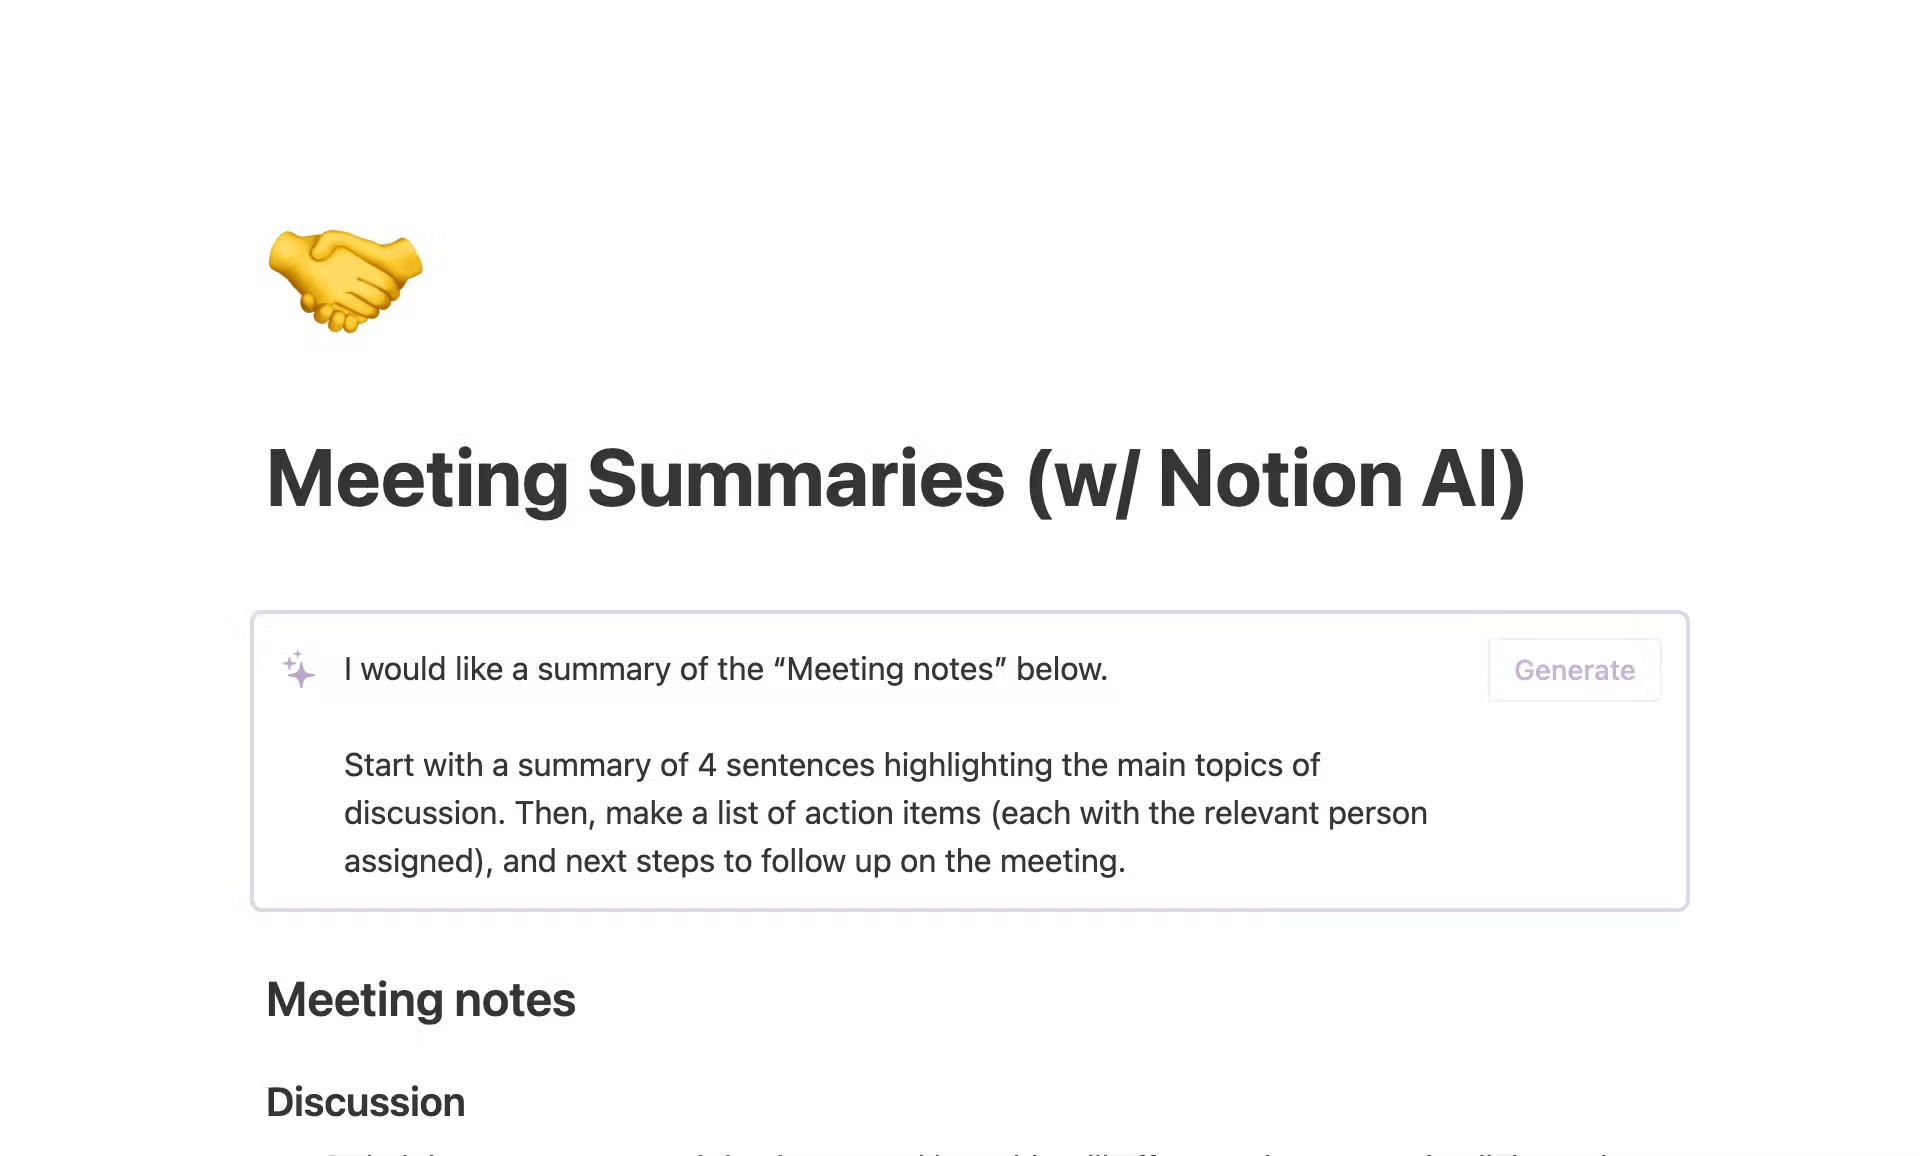 Meeting Summaries (w/ Notion AI)
I would like a summary of the “Meeting notes” below.
Generate
Start with a summary of 4 sentences highlighting the main topics of
discussion. Then, make a list of action items (each with the relevant person
assigned), and next steps to follow up on the meeting.
Meeting notes
Discussion